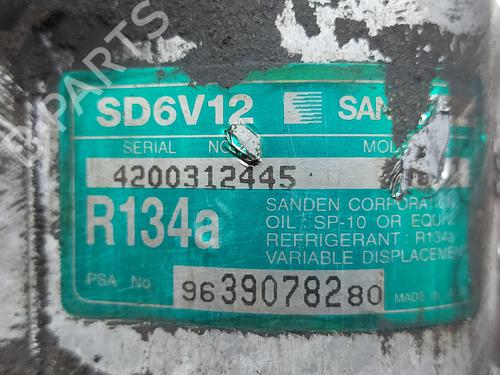 SD6V12
SERIAL NO
4200312445
R134a
SANDEN CORPORATION
OIL : SP-10 OR EQUIV.
REFRIGERANT : R134a
VARIABLE DISPLACEMENT
PSA No
9639078280
MADE IN
B-PARTS